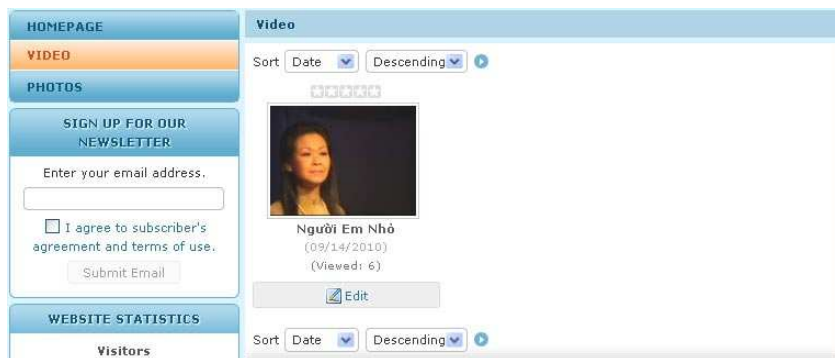 HOMEPAGE
VIDEO
PHOTOS
SIGN UP FOR OUR
NEWSLETTER
Enter your email address.
I agree to subscriber's
agreement and terms of use.
Submit Email
WEBSITE STATISTICS
Visitors
Video
Sort Date Descending
Người Em Nhỏ
(09/14/2010)
(Viewed: 6)
Edit
Sort Date Descending